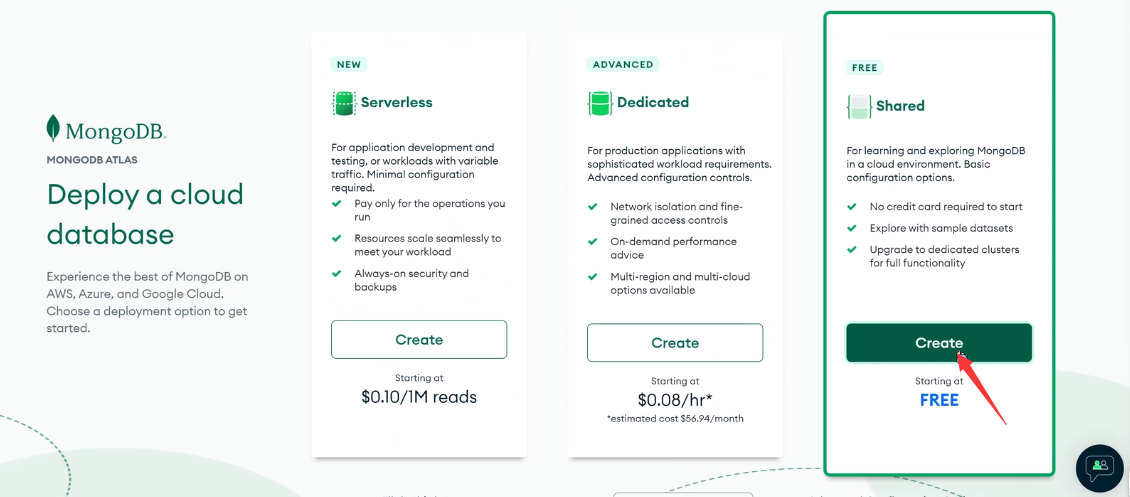 MongoDB.
MONGODB ATLAS
Deploy a cloud
database
Experience the best of MongoDB on
AWS, Azure, and Google Cloud.
Choose a deployment option to get
started.
NEW
Serverless
For application development and
testing, or workloads with variable
traffic. Minimal configuration
required.
Pay only for the operations you
run
Resources scale seamlessly to
meet your workload
Always-on security and
backups
Create
Starting at
$0.10/1M reads
ADVANCED
Dedicated
For production applications with
sophisticated workload requirements.
Advanced configuration controls.
Network isolation and fine-
grained access controls
On-demand performance
advice
Multi-region and multi-cloud
options available
Create
Starting at
$0.08/hr*
*estimated cost $56.94/month
FREE
Shared
For learning and exploring MongoDB
in a cloud environment. Basic
configuration options.
No credit card required to start
Explore with sample datasets
Upgrade to dedicated clusters
for full functionality
Create
Starting at
FREE